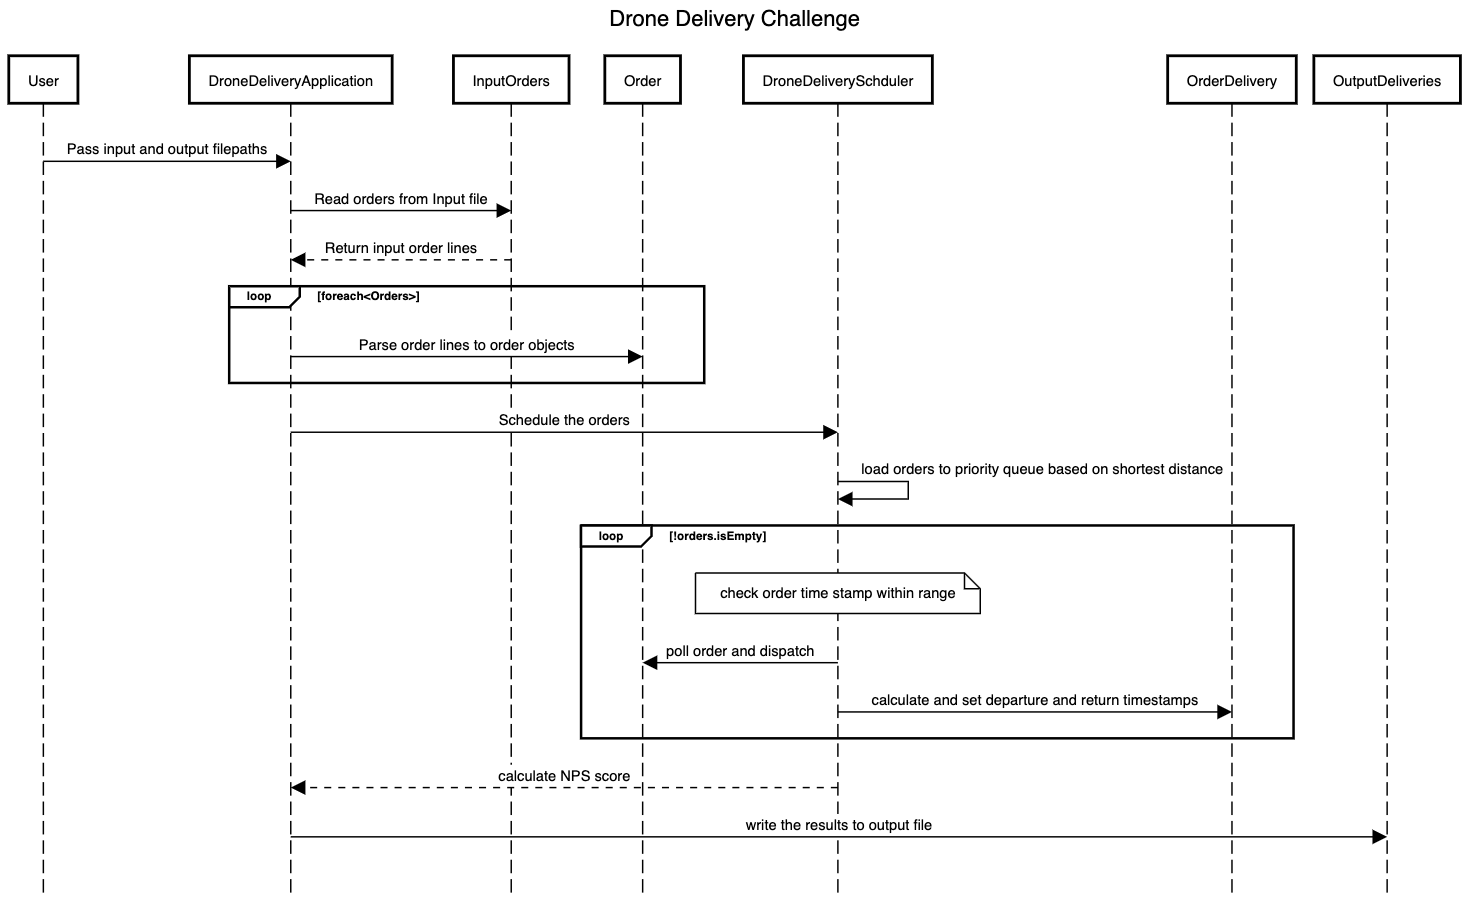 Drone Delivery Challenge
User
DroneDeliveryApplication
InputOrders
Order
DroneDeliverySchduler
OrderDelivery
OutputDeliveries
Pass input and output filepaths
Read orders from Input file
Return input order lines
loop
[foreach<Orders>]
Parse order lines to order objects
Schedule the orders
load orders to priority queue based on shortest distance
loop
[!orders.isEmpty]
check order time stamp within range
poll order and dispatch
calculate and set departure and return timestamps
calculate NPS score
write the results to output file